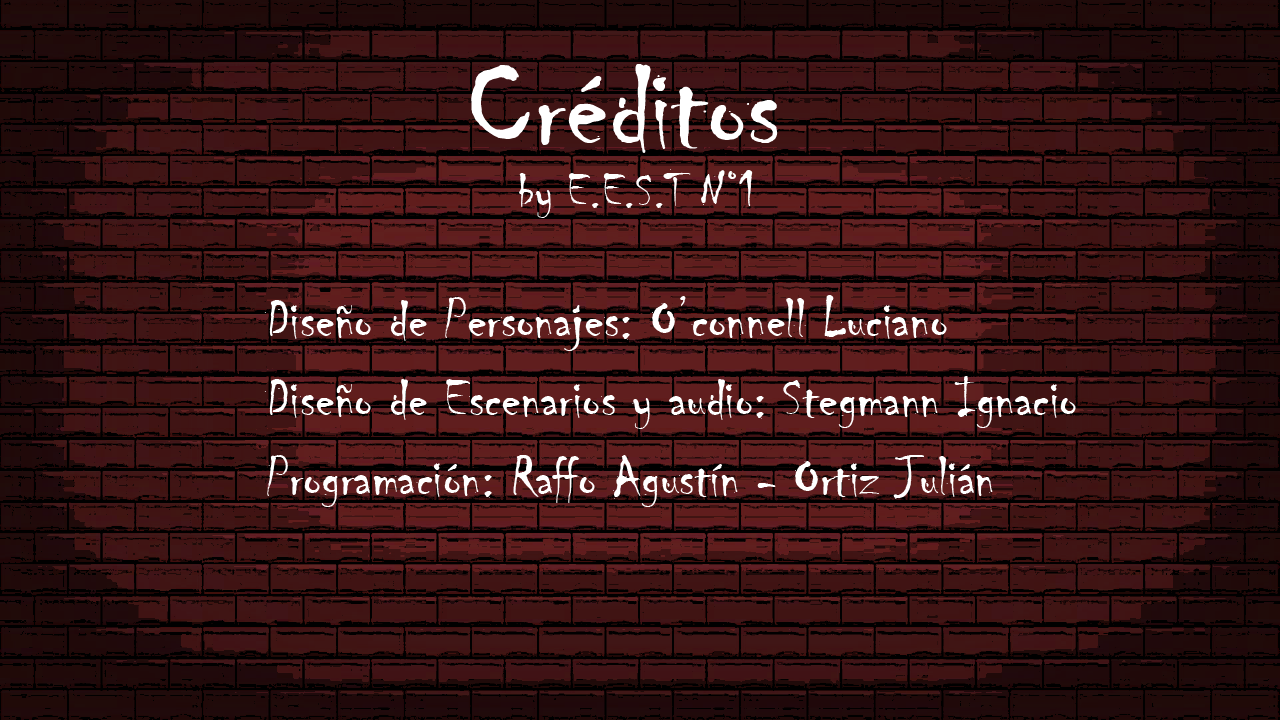 Créditos
by E.E.S.T N°1
Diseño de Personajes: O'connell Luciano
Diseño de Escenarios y audio: Stegmann Ignacio
Programación: Raffo Agustín - Ortiz Julián